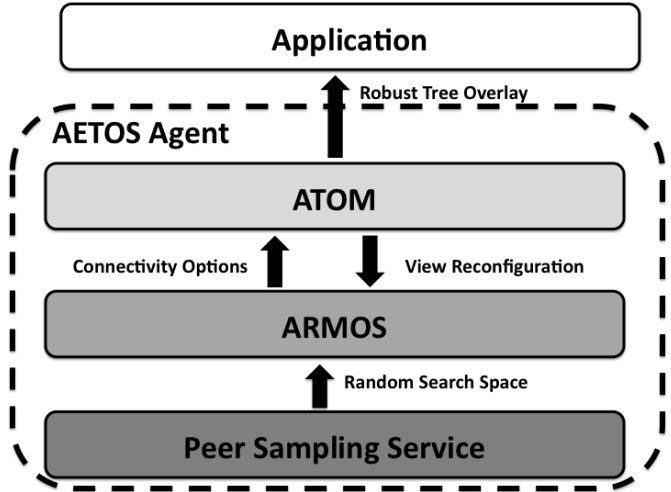 Application
Robust Tree Overlay
AETOS Agent
ATOM
Connectivity Options
View Reconfiguration
ARMOS
Random Search Space
Peer Sampling Service